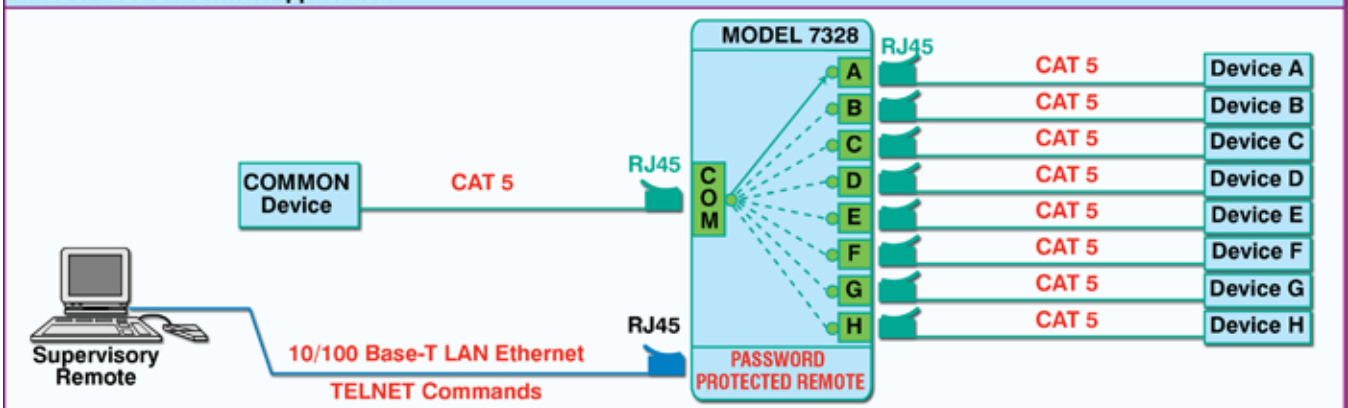 MODEL 7328
RJ45
A
CAT 5
Device A
B
CAT 5
Device B
C
CAT 5
Device C
D
CAT 5
Device D
E
CAT 5
Device E
F
CAT 5
Device F
G
CAT 5
Device G
H
CAT 5
Device H
COMMON
Device
CAT 5
RJ45
COM
Supervisory
Remote
10/100 Base-T LAN Ethernet
TELNET Commands
RJ45
PASSWORD
PROTECTED REMOTE